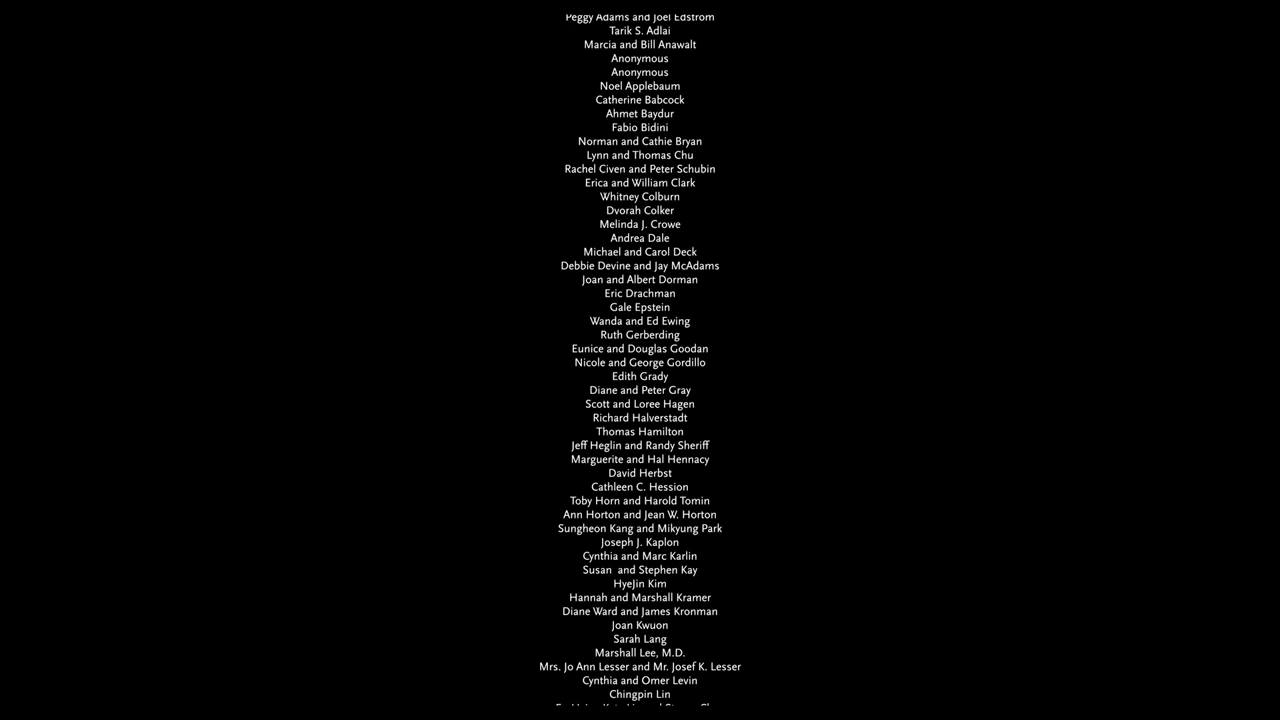 Peggy Adams and Joel Edstrom
Tarik S. Adlai
Marcia and Bill Anawalt
Anonymous
Anonymous
Noel Applebaum
Catherine Babcock
Ahmet Baydur
Fabio Bidini
Norman and Cathie Bryan
Lynn and Thomas Chu
Rachel Civen and Peter Schubin
Erica and William Clark
Whitney Colburn
Dvorah Colker
Melinda J. Crowe
Andrea Dale
Michael and Carol Deck
Debbie Devine and Jay McAdams
Joan and Albert Dorman
Eric Drachman
Gale Epstein
Wanda and Ed Ewing
Ruth Gerberding
Eunice and Douglas Goodan
Nicole and George Gordillo
Edith Grady
Diane and Peter Gray
Scott and Loree Hagen
Richard Halverstadt
Thomas Hamilton
Jeff Heglin and Randy Sheriff
Marguerite and Hal Hennacy
David Herbst
Cathleen C. Hession
Toby Horn and Harold Tomin
Ann Horton and Jean W. Horton
Sungheon Kang and Mikyung Park
Joseph J. Kaplon
Cynthia and Marc Karlin
Susan  and Stephen Kay
HyeJin Kim
Hannah and Marshall Kramer
Diane Ward and James Kronman
Joan Kwuon
Sarah Lang
Marshall Lee, M.D.
Mrs. Jo Ann Lesser and Mr. Josef K. Lesser
Cynthia and Omer Levin
Chingpin Lin